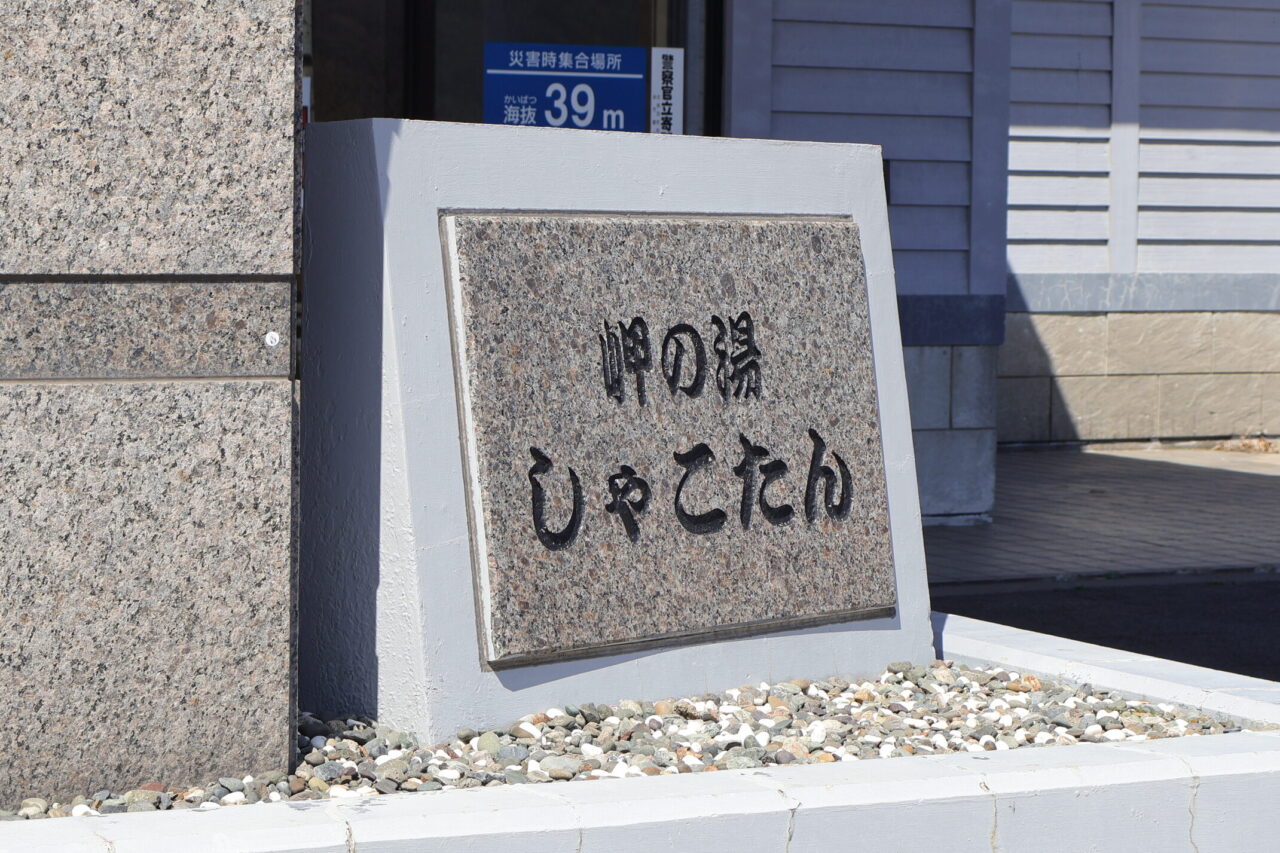 災害時集合場所
かいばつ
海抜 39 m
警察官立寄
岬の湯
しゃこたん